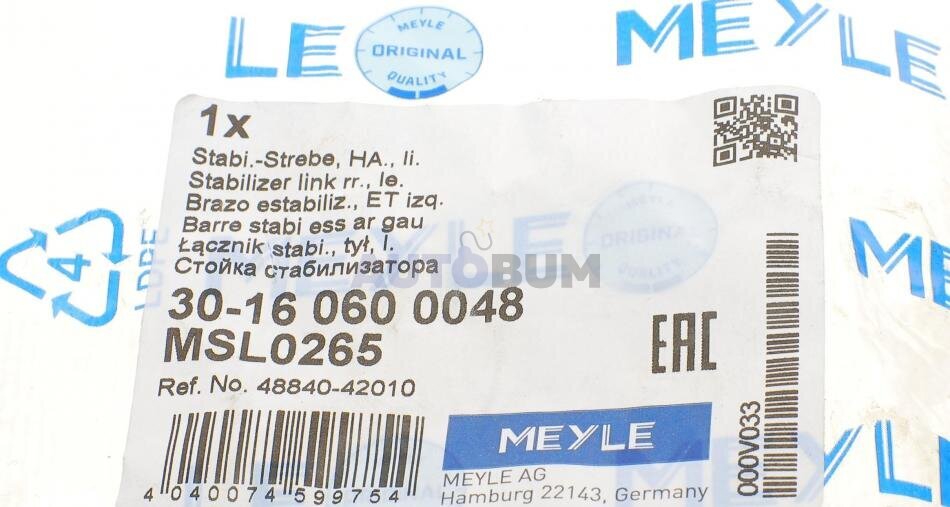 LE
MEYLE
ORIGINAL
QUALITY
MEYLE
4
LDPE
1x
Stabi.-Strebe, HA., li.
Stabilizer link rr., le.
Brazo estabiliz., ET izq.
Barre stabi ess ar gau
Łącznik stabi., tył, l.
Стойка стабилизатора
AUTOBUM
MEYLE
ORIGINAL
30-16 060 0048
MSL0265
Ref. No. 48840-42010
EAC
000V033
MEYLE
MEYLE AG
Hamburg 22143, Germany
4 040074 599754